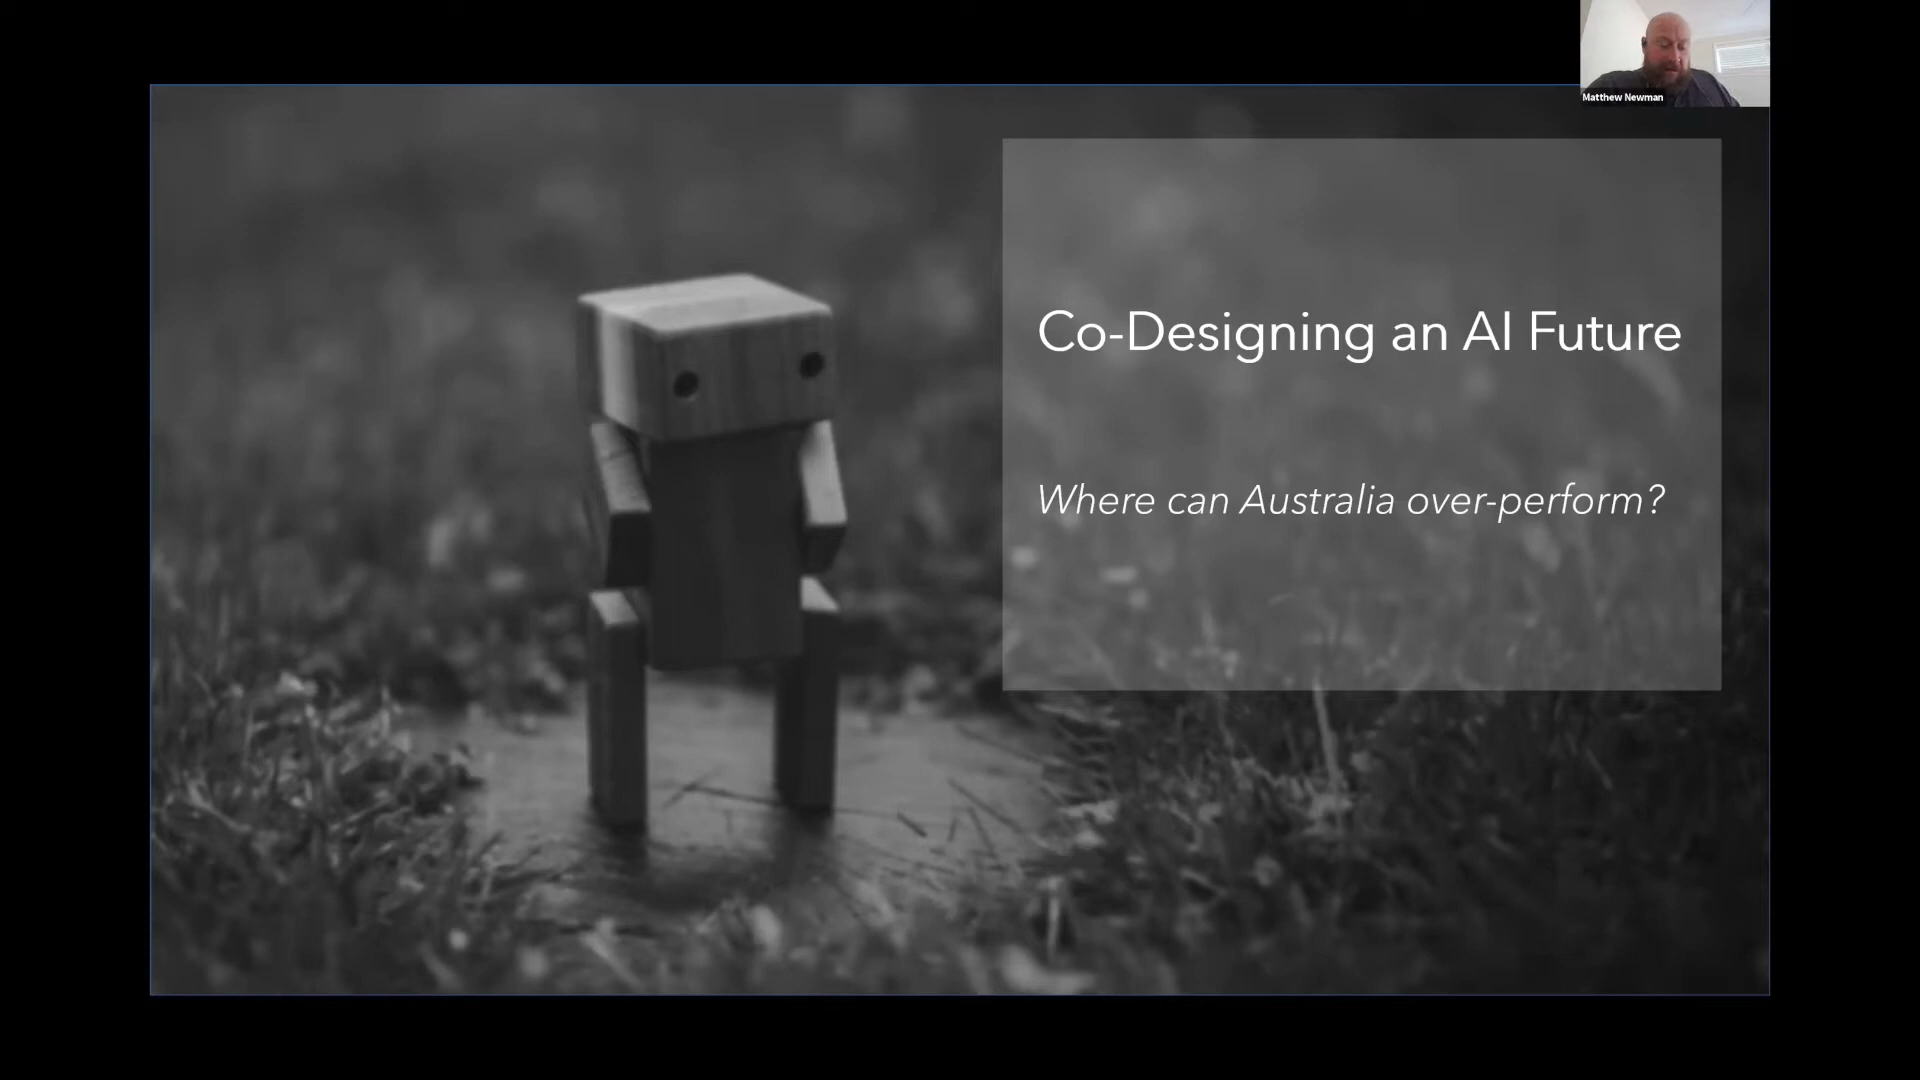 Matthew Newman
Co-Designing an AI Future
Where can Australia over-perform?